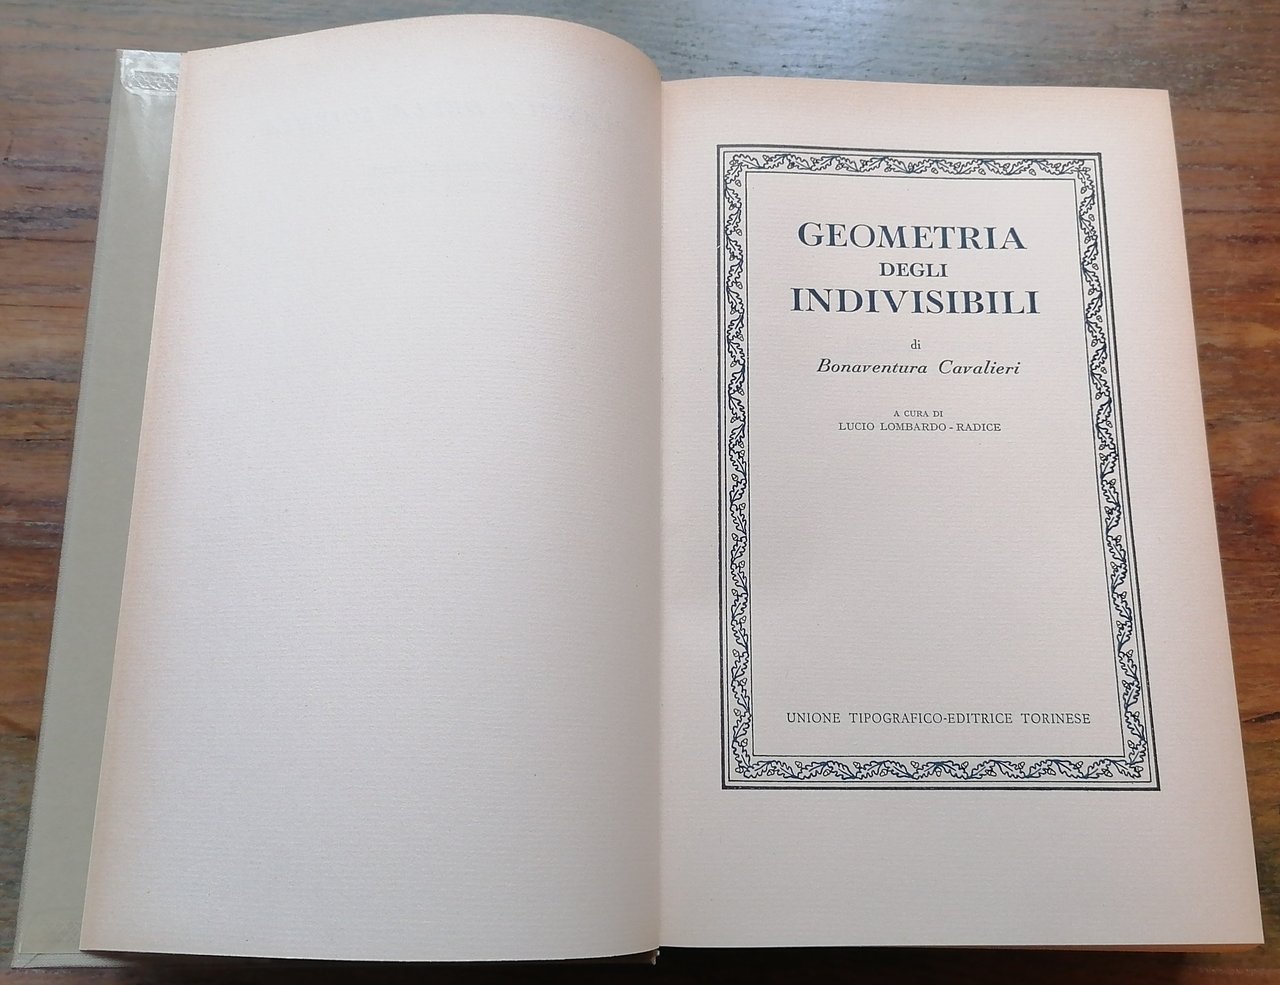 GEOMETRIA
DEGLI
INDIVISIBILI
di
Bonaventura Cavalieri
A CURA DI
LUCIO LOMBARDO-RADICE
UNIONE TIPOGRAFICO-EDITRICE TORINESE